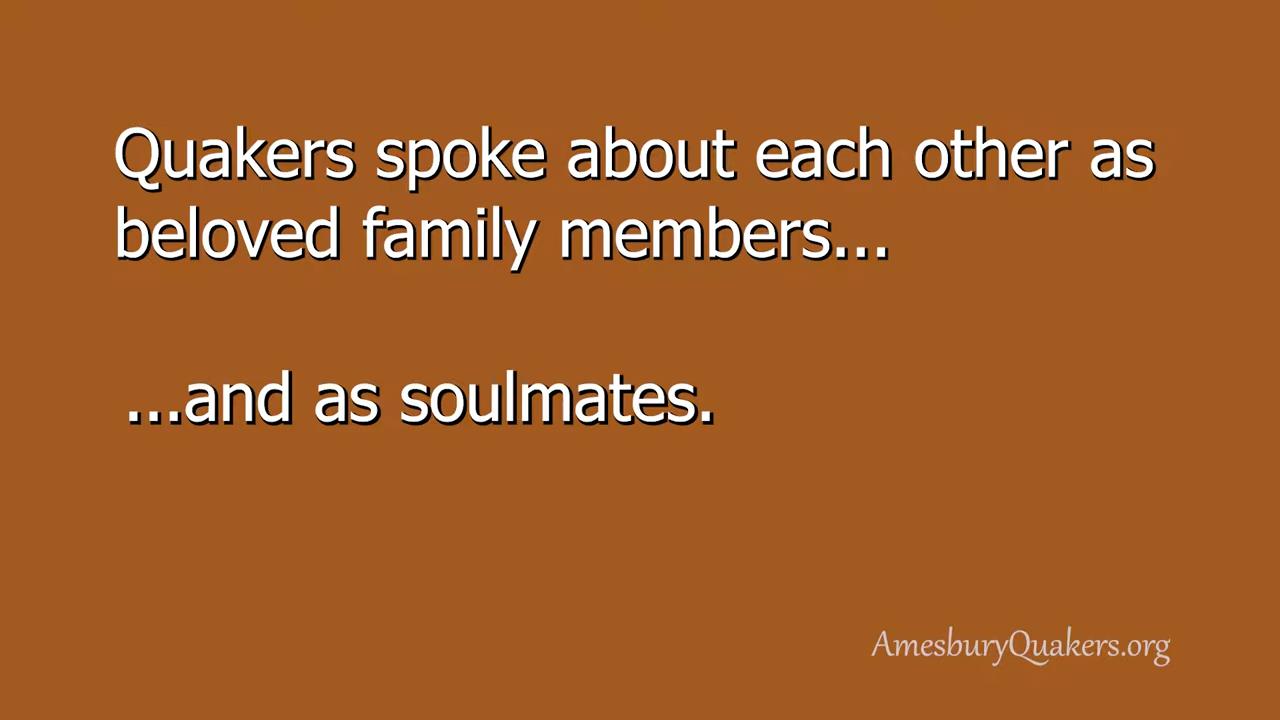 Quakers spoke about each other as
beloved family members...
...and as soulmates.
AmesburyQuakers.org